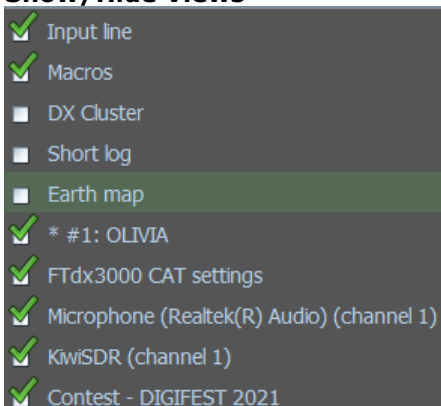 Show/Hide Views
Input line
Macros
DX Cluster
Short log
Earth map
* #1: OLIVIA
FTdx3000 CAT settings
Microphone (Realtek(R) Audio) (channel 1)
KiwiSDR (channel 1)
Contest - DIGIFEST 2021